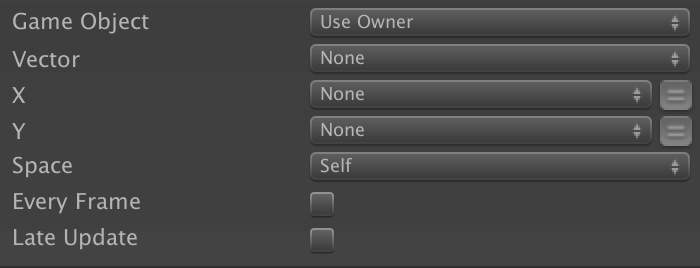 Game Object Use Owner
Vector None
X None
Y None
Space Self
Every Frame
Late Update